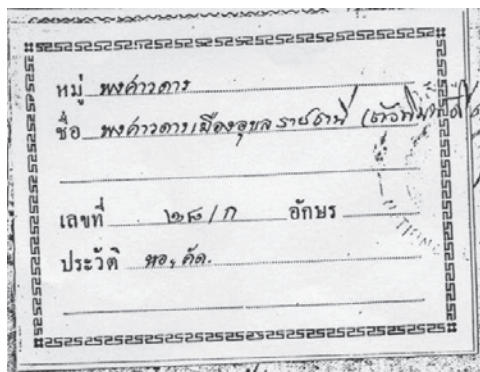 หมู่ พงศาวดาร
ชื่อ พงศาวดารเมืองอุบลราชธานี
เลขที่ ๒๘/ก อักษร
ประวัติ หอ, คัด.